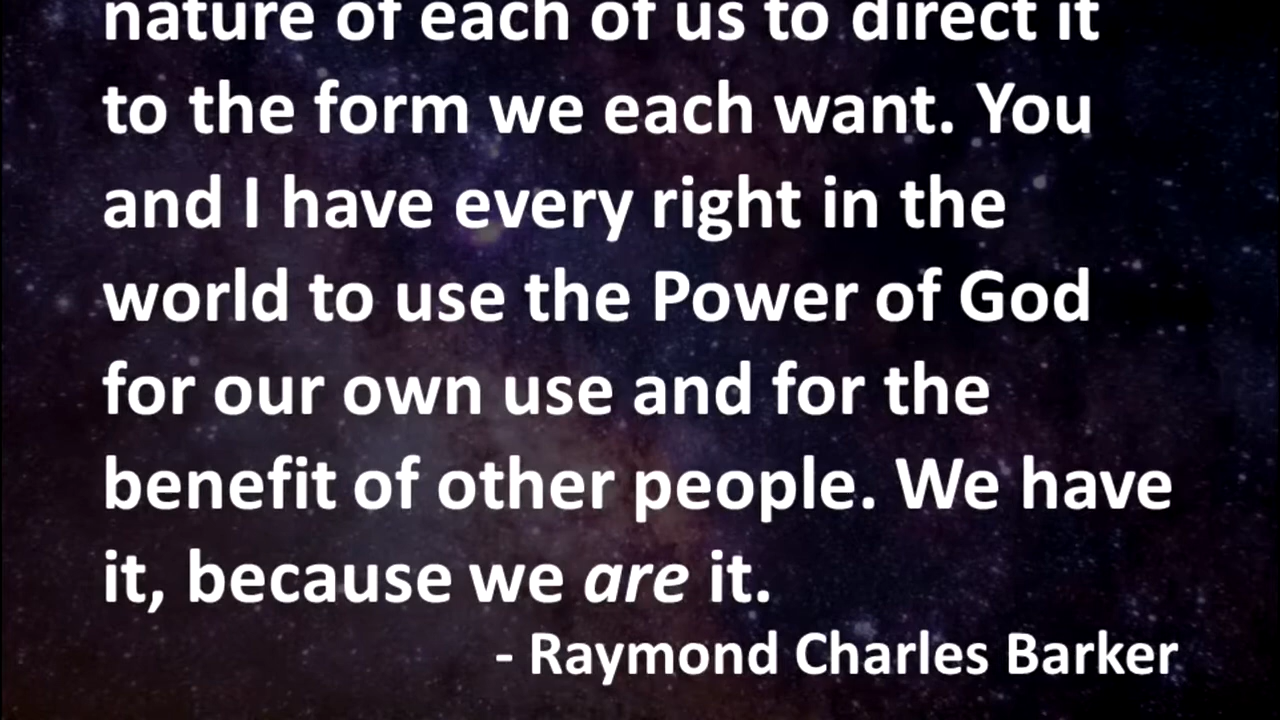 nature of each of us to direct it
to the form we each want. You
and I have every right in the
world to use the Power of God
for our own use and for the
benefit of other people. We have
it, because we are it.
- Raymond Charles Barker